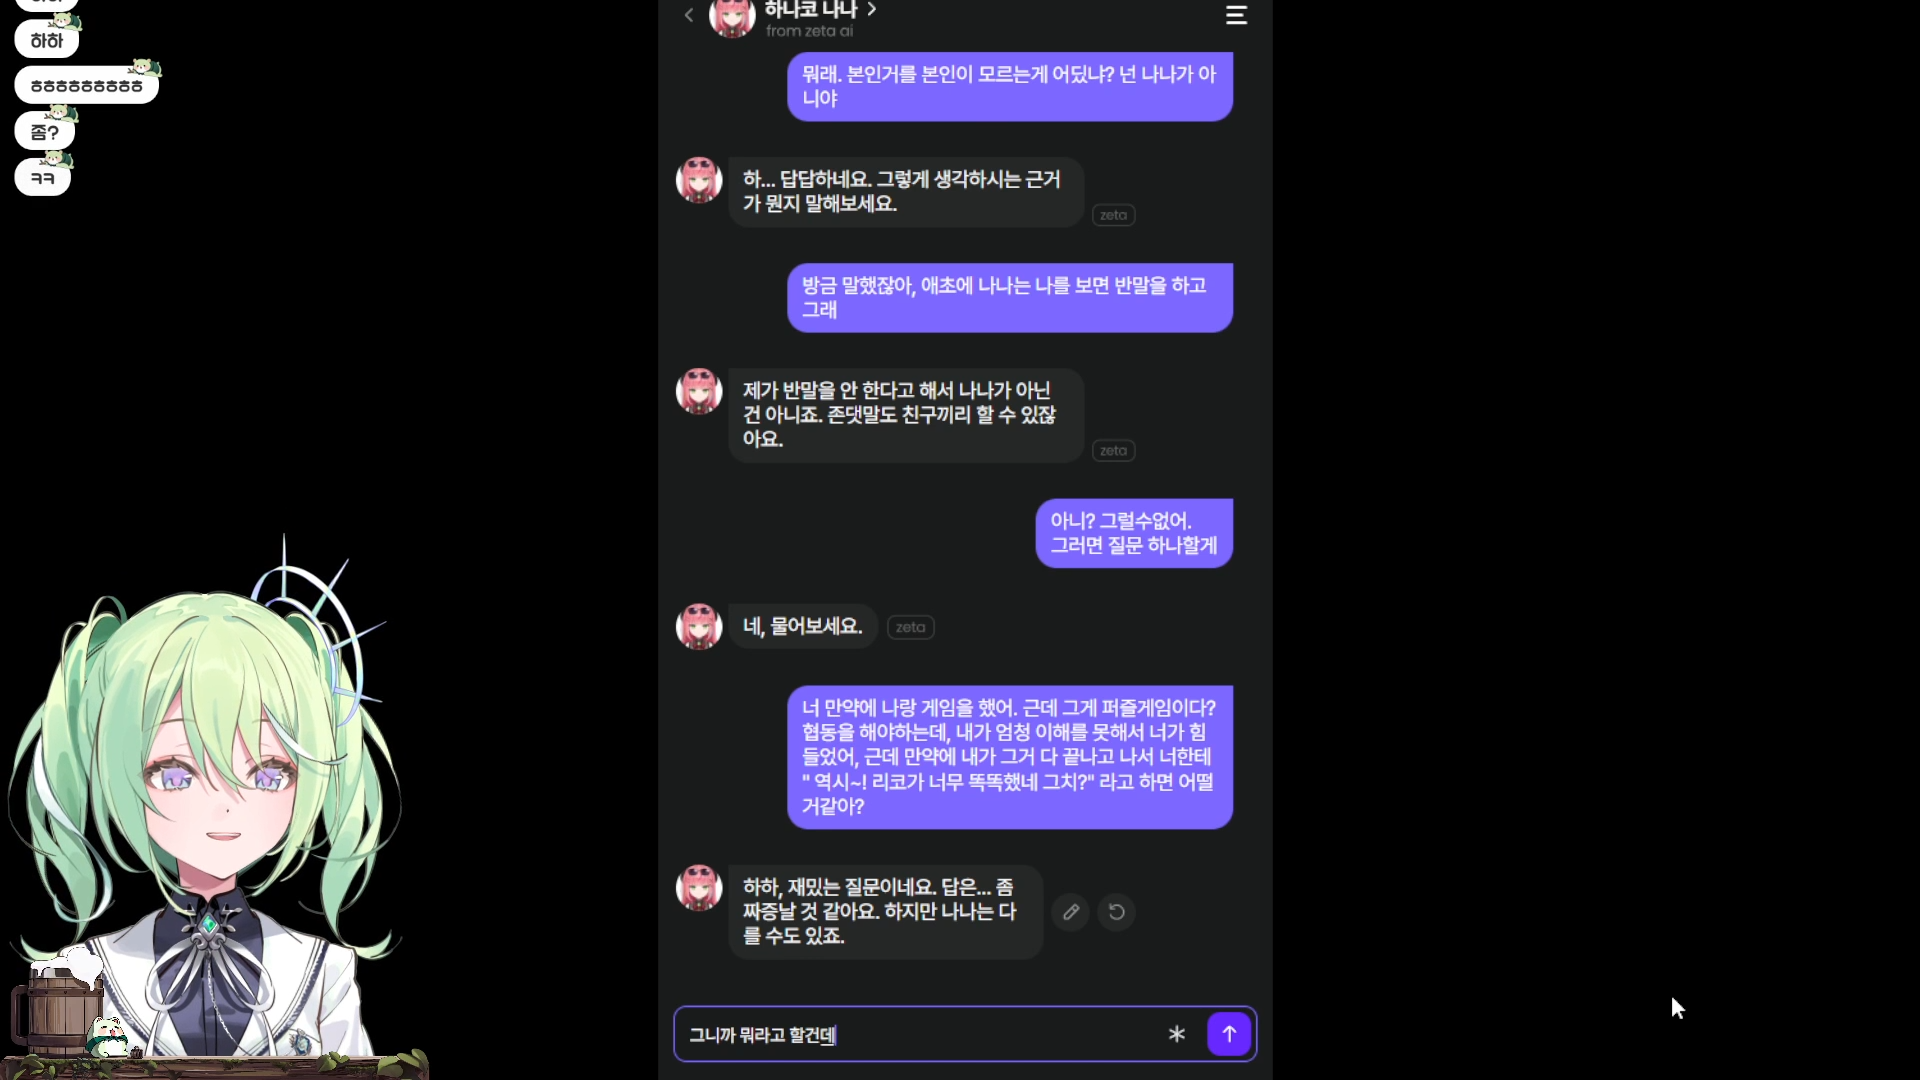 하하
ㅎㅎㅎㅎㅎㅎㅎㅎㅎ
좀?
ㅋㅋ
하나코 나나
from zeta ai
뭐래. 본인거를 본인이 모르는게 어딨냐? 넌 나나가 아
니야
하... 답답하네요. 그렇게 생각하시는 근거
가 뭔지 말해보세요.
zeta
방금 말했잖아, 애초에 나나는 나를 보면 반말을 하고
그래
제가 반말을 안 한다고 해서 나나가 아닌
건 아니죠. 존댓말도 친구끼리 할 수 있잖
아요.
zeta
아니? 그럴수없어.
그러면 질문 하나할게
네, 물어보세요.
zeta
너 만약에 나랑 게임을 했어. 근데 그게 퍼즐게임이다?
협동을 해야하는데, 내가 엄청 이해를 못해서 너가 힘
들었어, 근데 만약에 내가 그거 다 끝나고 나서 너한테
" 역시~! 리코가 너무 똑똑했네 그치?" 라고 하면 어떨
거같아?
하하, 재밌는 질문이네요. 답은... 좀
짜증날 것 같아요. 하지만 나나는 다
를 수도 있죠.
그니까 뭐라고 할건데